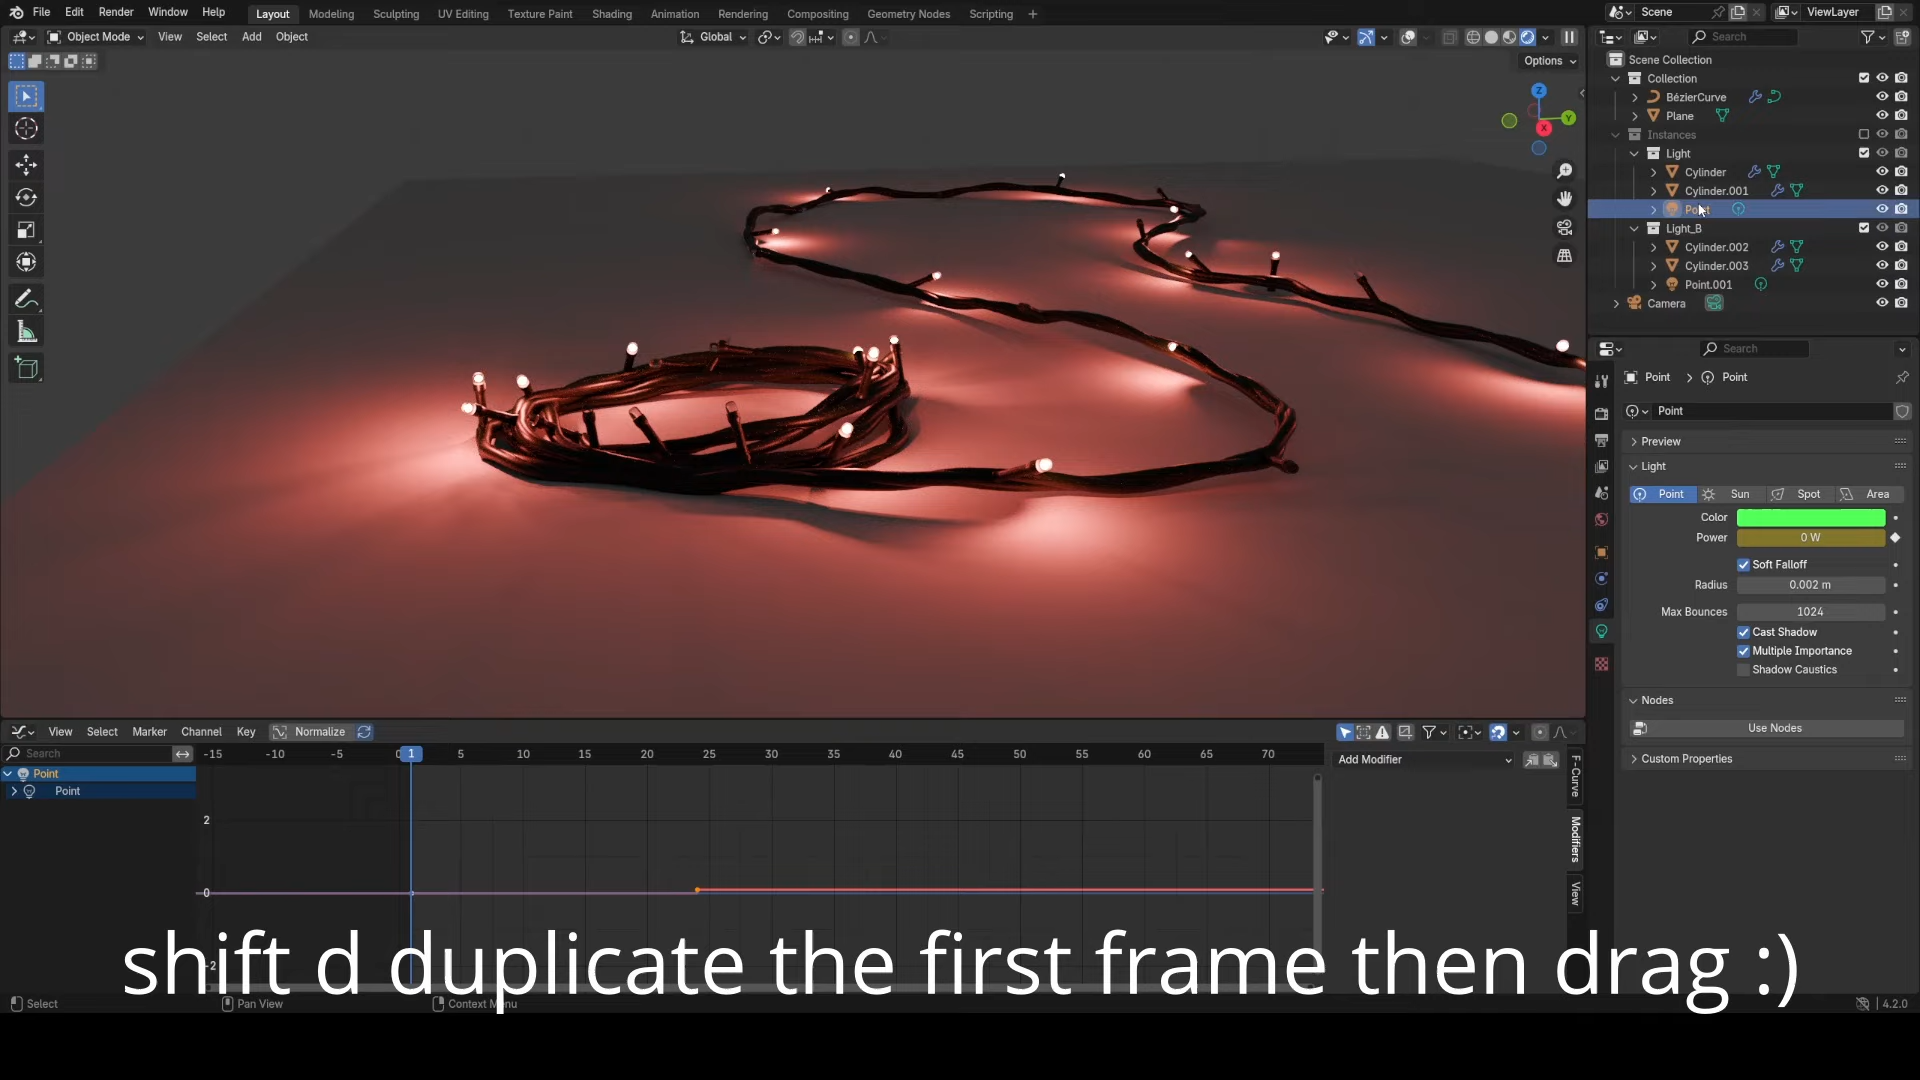 File Edit Render Window Help Layout Modeling Sculpting UV Editing Texture Paint Shading Animation Rendering Compositing Geometry Nodes Scripting + Scene ViewLayer
Object Mode View Select Add Object Global Search
Options
Scene Collection
Collection
BézierCurve
Plane
Instances
Light
Cylinder
Cylinder.001
Point
Light_B
Cylinder.002
Cylinder.003
Point.001
Camera
Z
Y
X
Search
Point > Point
Point
Preview
Light
Point Sun Spot Area
Color
Power 0 W
Soft Falloff
Radius 0.002 m
Max Bounces 1024
Cast Shadow
Multiple Importance
Shadow Caustics
Nodes
Use Nodes
Custom Properties
View Select Marker Channel Key Normalize
Search -15 -10 -5 0 1 5 10 15 20 25 30 35 40 45 50 55 60 65 70
Add Modifier
Point
Point
2
0
-2
F-Curve
Modifiers
View
shift d duplicate the first frame then drag :)
Select Pan View Context Menu 4.2.0